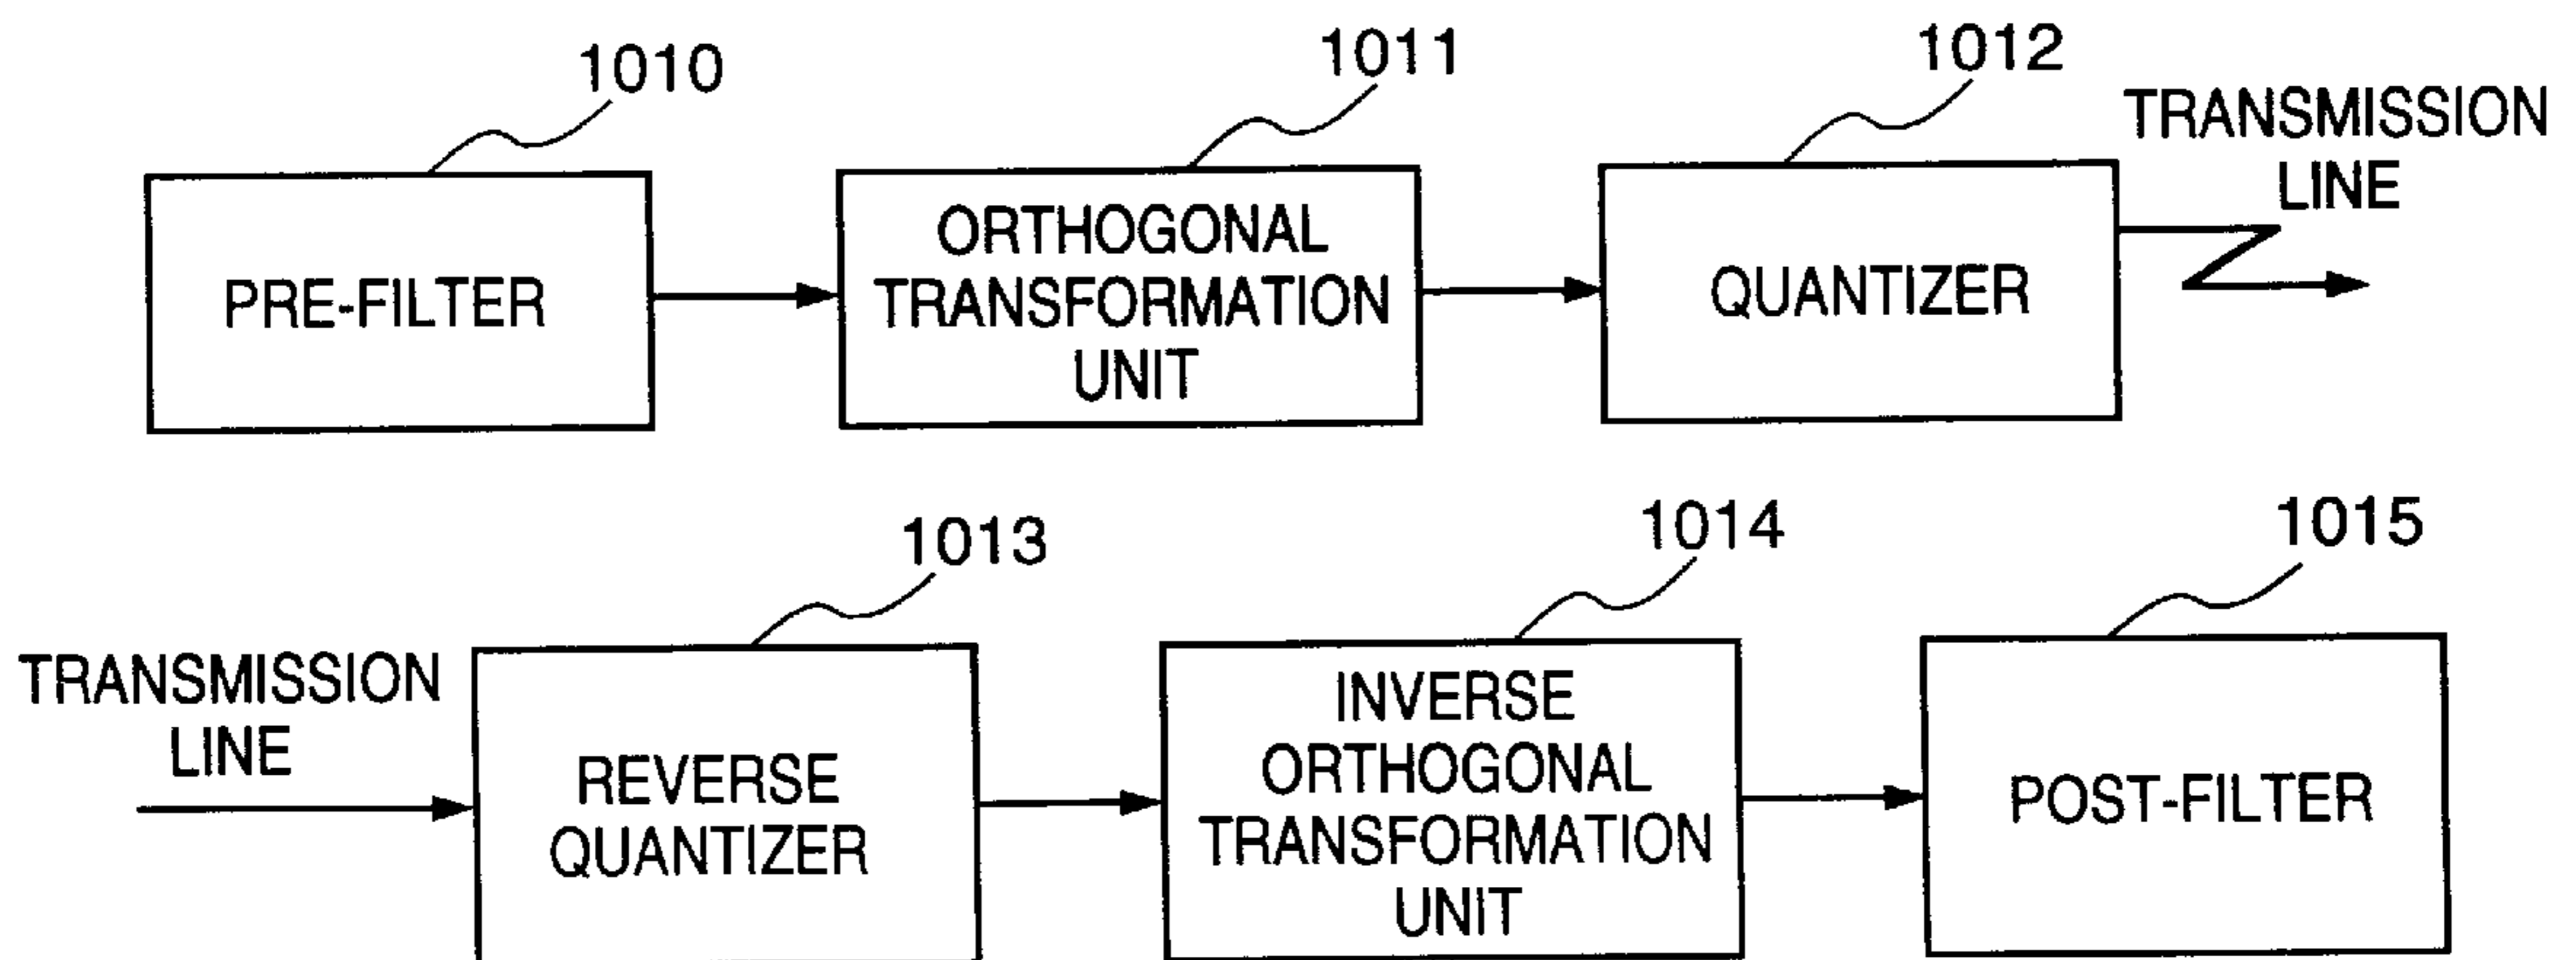 1010
1011
1012
TRANSMISSION
LINE
PRE-FILTER
ORTHOGONAL
TRANSFORMATION
UNIT
QUANTIZER
1013
1014
1015
TRANSMISSION
LINE
REVERSE
QUANTIZER
INVERSE
ORTHOGONAL
TRANSFORMATION
UNIT
POST-FILTER